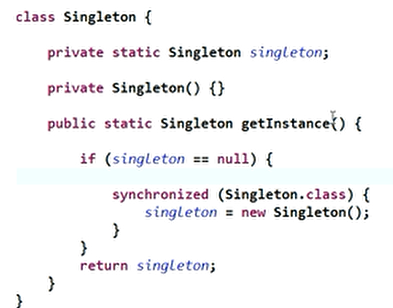 class Singleton {
private static Singleton singleton;
private Singleton() {}
public static Singleton getInstance() {
if (singleton == null) {
synchronized (Singleton.class) {
singleton = new Singleton();
}
}
return singleton;
}
}